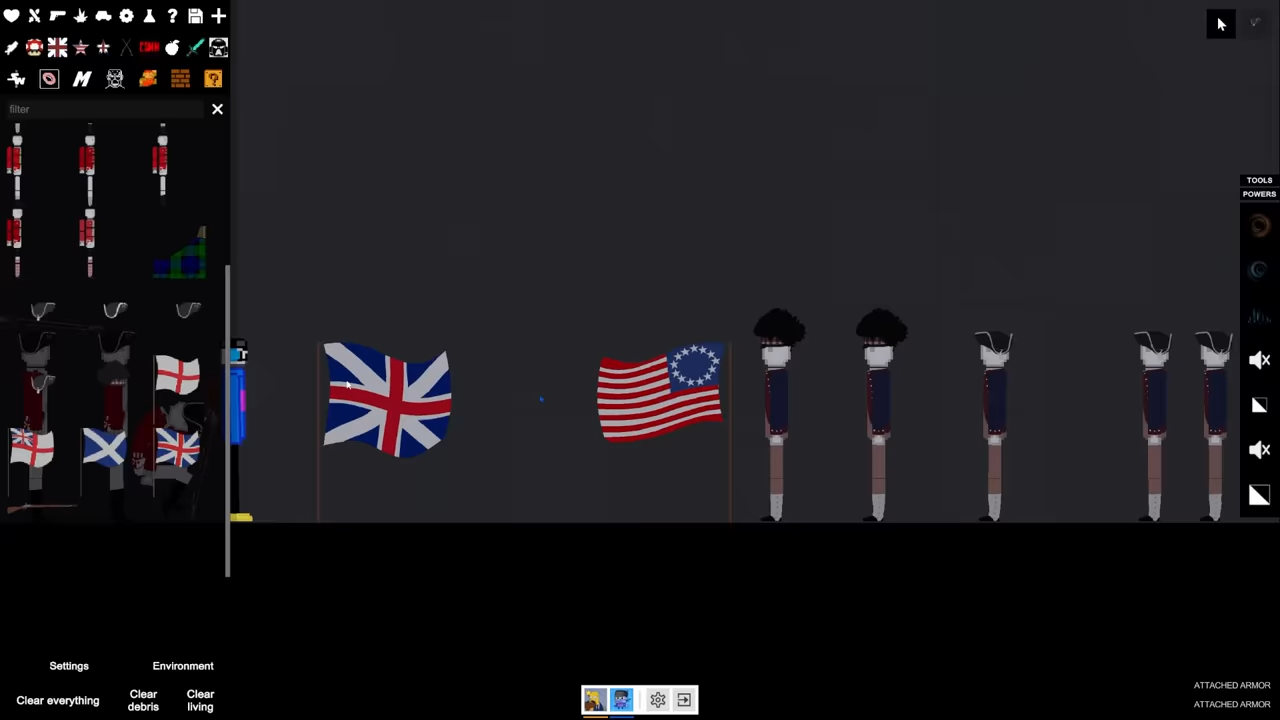 filter
TOOLS
POWERS
Settings
Environment
Clear everything
Clear
debris
Clear
living
ATTACHED ARMOR
ATTACHED ARMOR